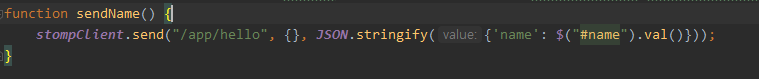 function sendName() {
stompClient.send("/app/hello", {}, JSON.stringify( value: {'name': $("#name").val()}));
}